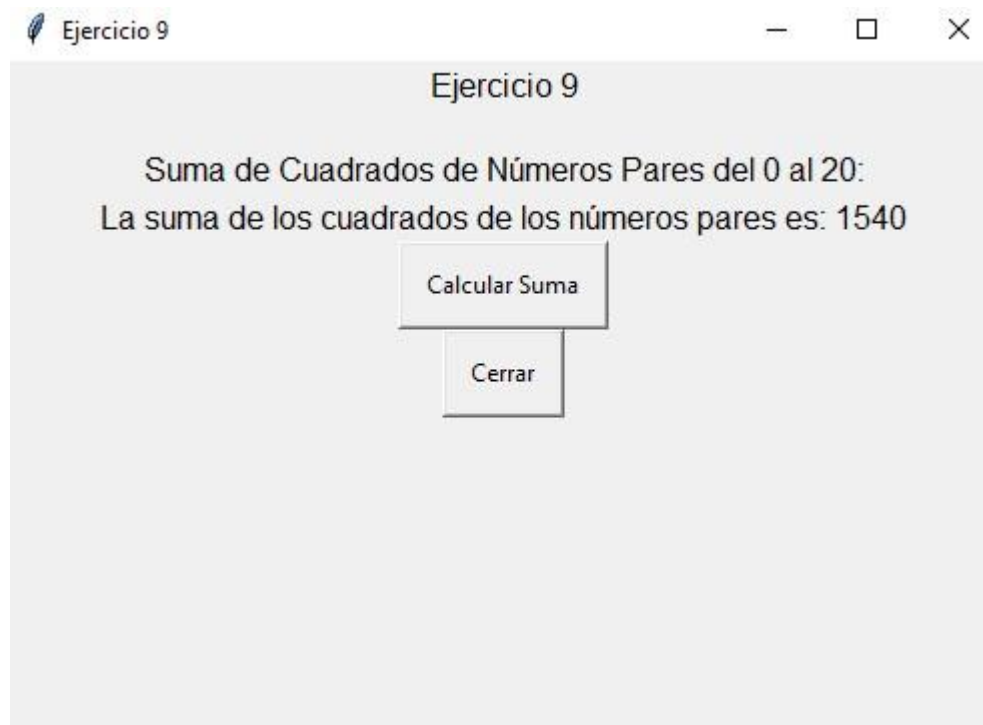 Ejercicio 9
Ejercicio 9
Suma de Cuadrados de Números Pares del 0 al 20:
La suma de los cuadrados de los números pares es: 1540
Calcular Suma
Cerrar